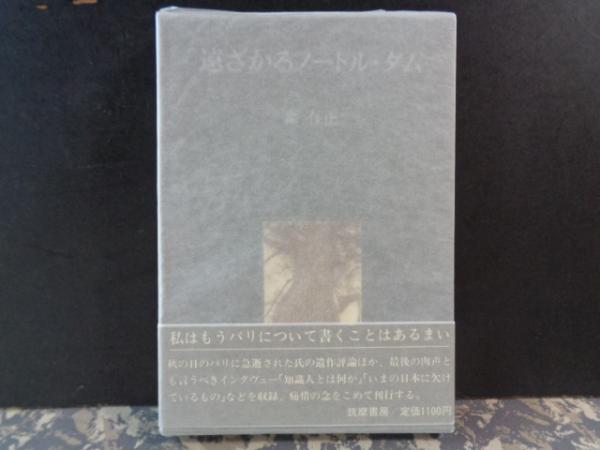 遠ざかるノートル・ダム
森 有正
私はもうパリについて書くことはあるまい
秋の日のパリに急逝された氏の遺作評論ほか、最後の肉声と
も言うべきインタヴュー「知識人とは何か」「いまの日本に欠け
ているもの」などを収録。痛惜の念をこめて刊行する。
筑摩書房／定価1100円